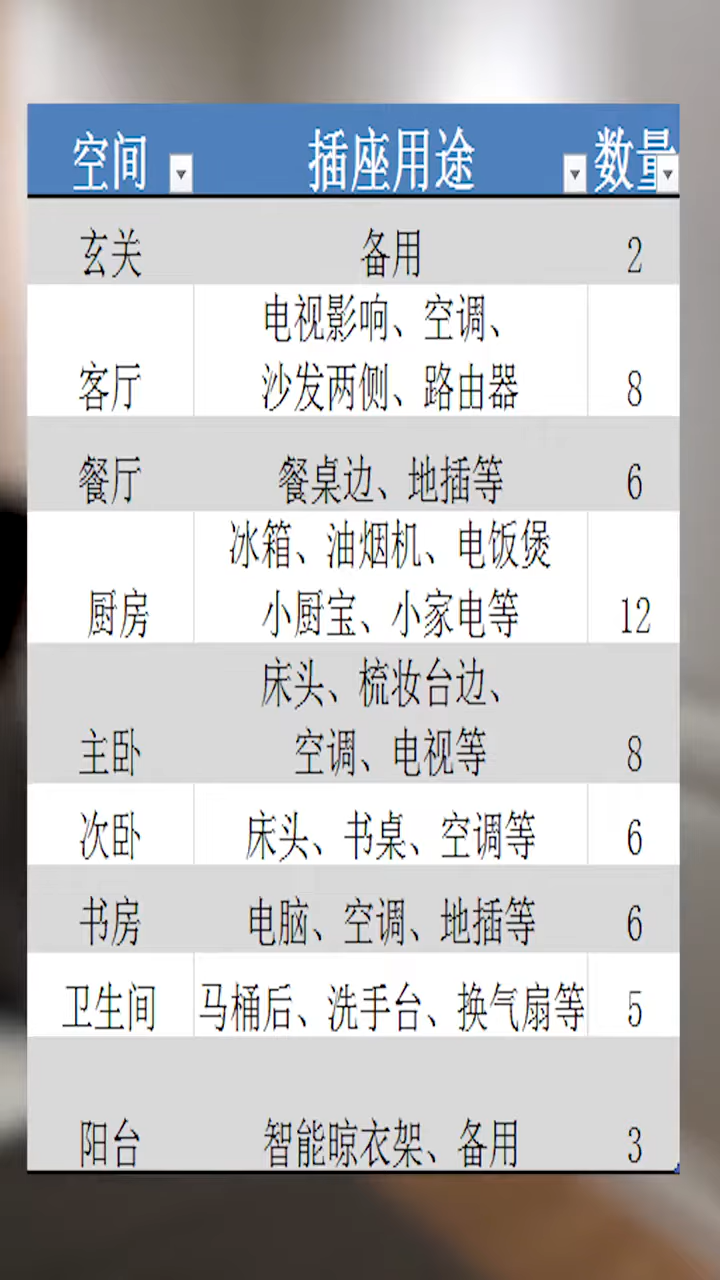 空间 插座用途 数量
玄关 备用 2
电视影响、空调、
客厅 沙发两侧、路由器 8
餐厅 餐桌边、地插等 6
冰箱、油烟机、电饭煲
厨房 小厨宝、小家电等 12
床头、梳妆台边、
主卧 空调、电视等 8
次卧 床头、书桌、空调等 6
书房 电脑、空调、地插等 6
卫生间 马桶后、洗手台、换气扇等 5
阳台 智能晾衣架、备用 3